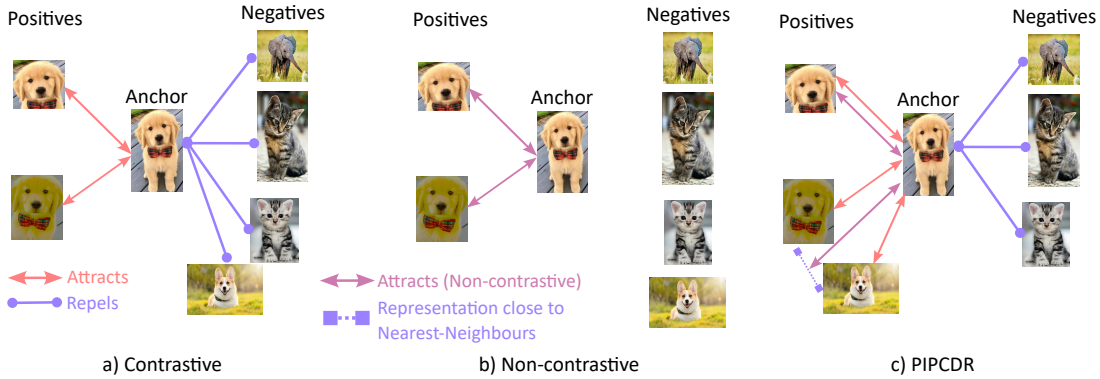 Positives
Negatives
Anchor
Attracts
Repels
a) Contrastive
Positives
Negatives
Anchor
Attracts (Non-contrastive)
Representation close to
Nearest-Neighbours
b) Non-contrastive
Positives
Negatives
Anchor
c) PIPCDR